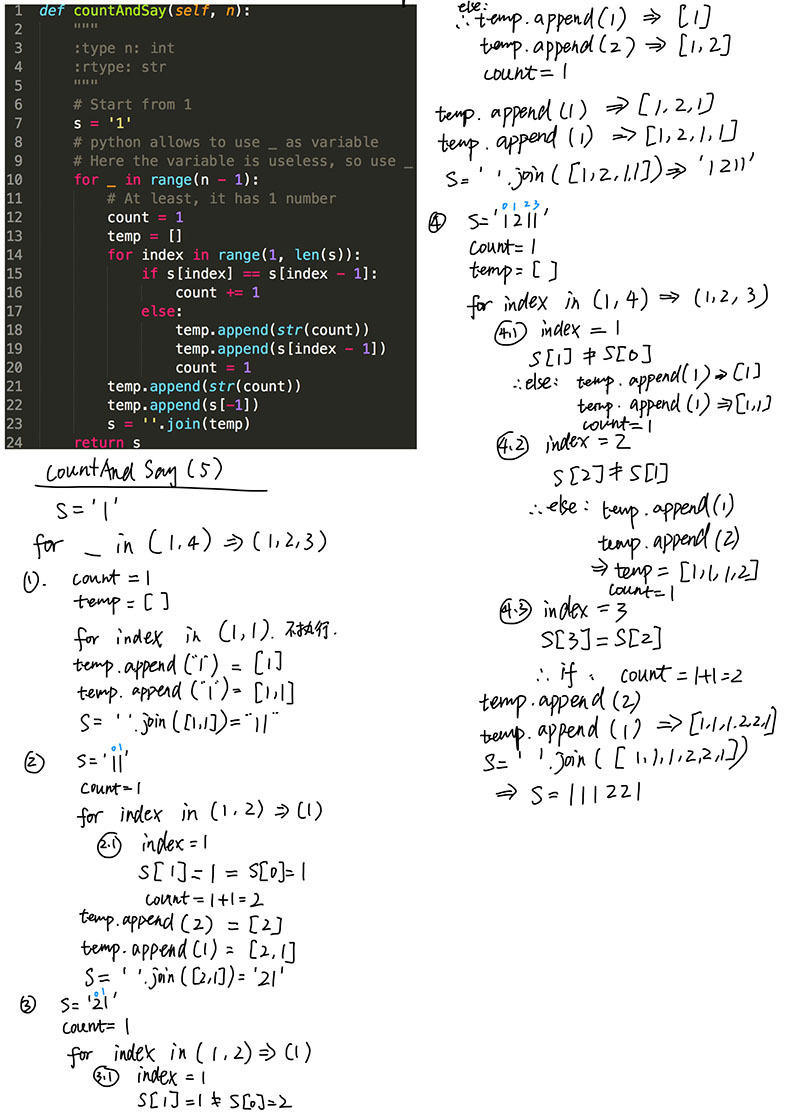 1 def countAndSay(self, n):
2 """
3 :type n: int
4 :rtype: str
5 """
6 # Start from 1
7 s = '1'
8 # python allows to use _ as variable
9 # Here the variable is useless, so use _
10 for _ in range(n - 1):
11 # At least, it has 1 number
12 count = 1
13 temp = []
14 for index in range(1, len(s)):
15 if s[index] == s[index - 1]:
16 count += 1
17 else:
18 temp.append(str(count))
19 temp.append(s[index - 1])
20 count = 1
21 temp.append(str(count))
22 temp.append(s[-1])
23 s = ''.join(temp)
24 return s
countAnd Say (5)
s = '1'
for _ in (1,4) ⇒ (1,2,3)
①. count = 1
temp = [ ]
for index in (1,1). 不执行.
temp.append("1") = [1]
temp.append("1") = [1,1]
S = ' '.join([1,1]) = "11"
② S = '11'
0 1
count=1
for index in (1,2) ⇒ (1)
2.1 index = 1
S[1] = 1 = S[0] = 1
count = 1+1 = 2
temp.append(2) = [2]
temp.append(1) = [2,1]
S = ' '.join([2,1]) = '21'
③ S = '21'
0 1
count= 1
for index in (1,2) ⇒ (1)
3.1 index = 1
S[1] = 1 ≠ S[0] = 2
else:
∴ temp.append(1) ⇒ [1]
temp.append(2) ⇒ [1,2]
count = 1
temp.append(1) ⇒ [1,2,1]
temp.append(1) ⇒ [1,2,1,1]
S = ' '.join([1,2,1,1]) ⇒ '1211'
④ S = '1211'
0 1 2 3
count= 1
temp = [ ]
for index in (1,4) ⇒ (1,2,3)
4.1 index = 1
S[1] ≠ S[0]
∴ else: temp.append(1) ⇒ [1]
temp.append(1) ⇒ [1,1]
count=1
4.2 index = 2
S[2] ≠ S[1]
∴ else: temp.append(1)
temp.append(2)
⇒ temp = [1,1,1,2]
count=1
4.3 index = 3
S[3] = S[2]
∴ if: count = 1+1 = 2
temp.append(2)
temp.append(1) ⇒ [1,1,1,2,2,1]
S = ' '.join([1,1,1,2,2,1])
⇒ S = 111221